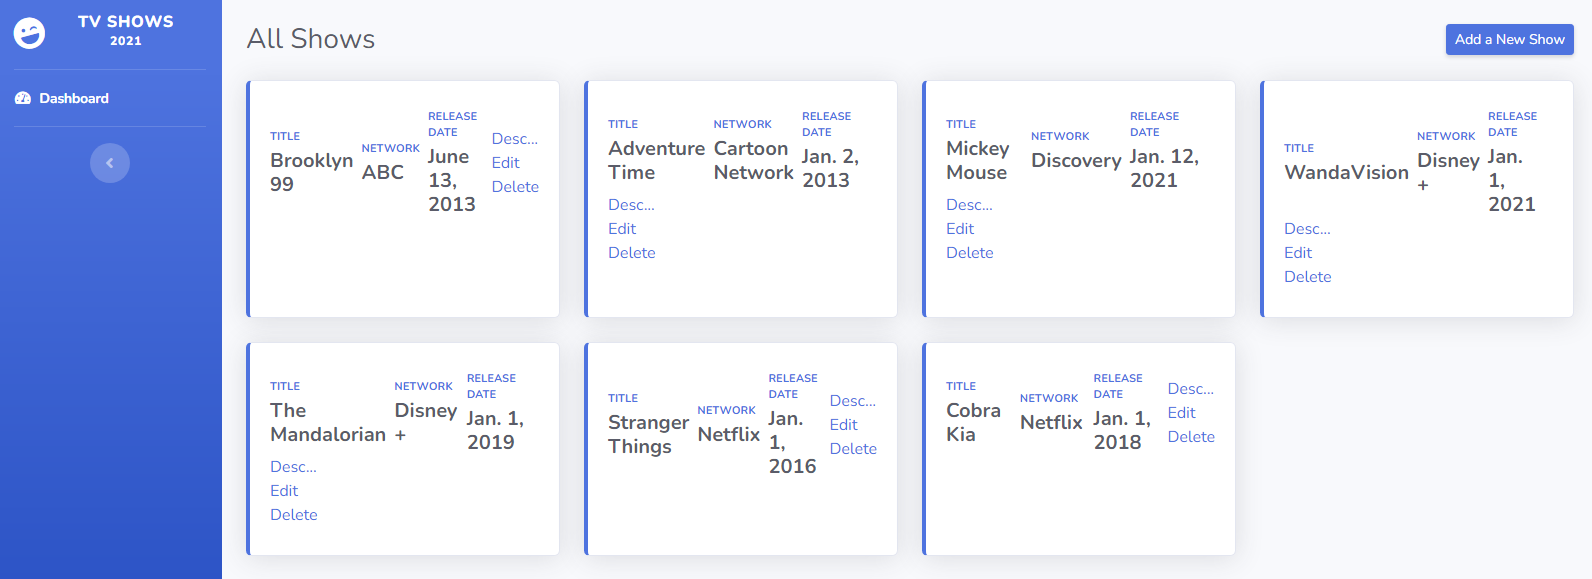 TV SHOWS
2021
Dashboard
All Shows
Add a New Show
TITLE
Brooklyn
99
NETWORK
ABC
RELEASE
DATE
June
13,
2013
Desc...
Edit
Delete
TITLE
Adventure
Time
NETWORK
Cartoon
Network
RELEASE
DATE
Jan. 2,
2013
Desc...
Edit
Delete
TITLE
Mickey
Mouse
NETWORK
Discovery
RELEASE
DATE
Jan. 12,
2021
Desc...
Edit
Delete
TITLE
WandaVision
NETWORK
Disney
+
RELEASE
DATE
Jan.
1,
2021
Desc...
Edit
Delete
TITLE
The
Mandalorian
NETWORK
Disney
+
RELEASE
DATE
Jan. 1,
2019
Desc...
Edit
Delete
TITLE
Stranger
Things
NETWORK
Netflix
RELEASE
DATE
Jan.
1,
2016
Desc...
Edit
Delete
TITLE
Cobra
Kia
NETWORK
Netflix
RELEASE
DATE
Jan. 1,
2018
Desc...
Edit
Delete